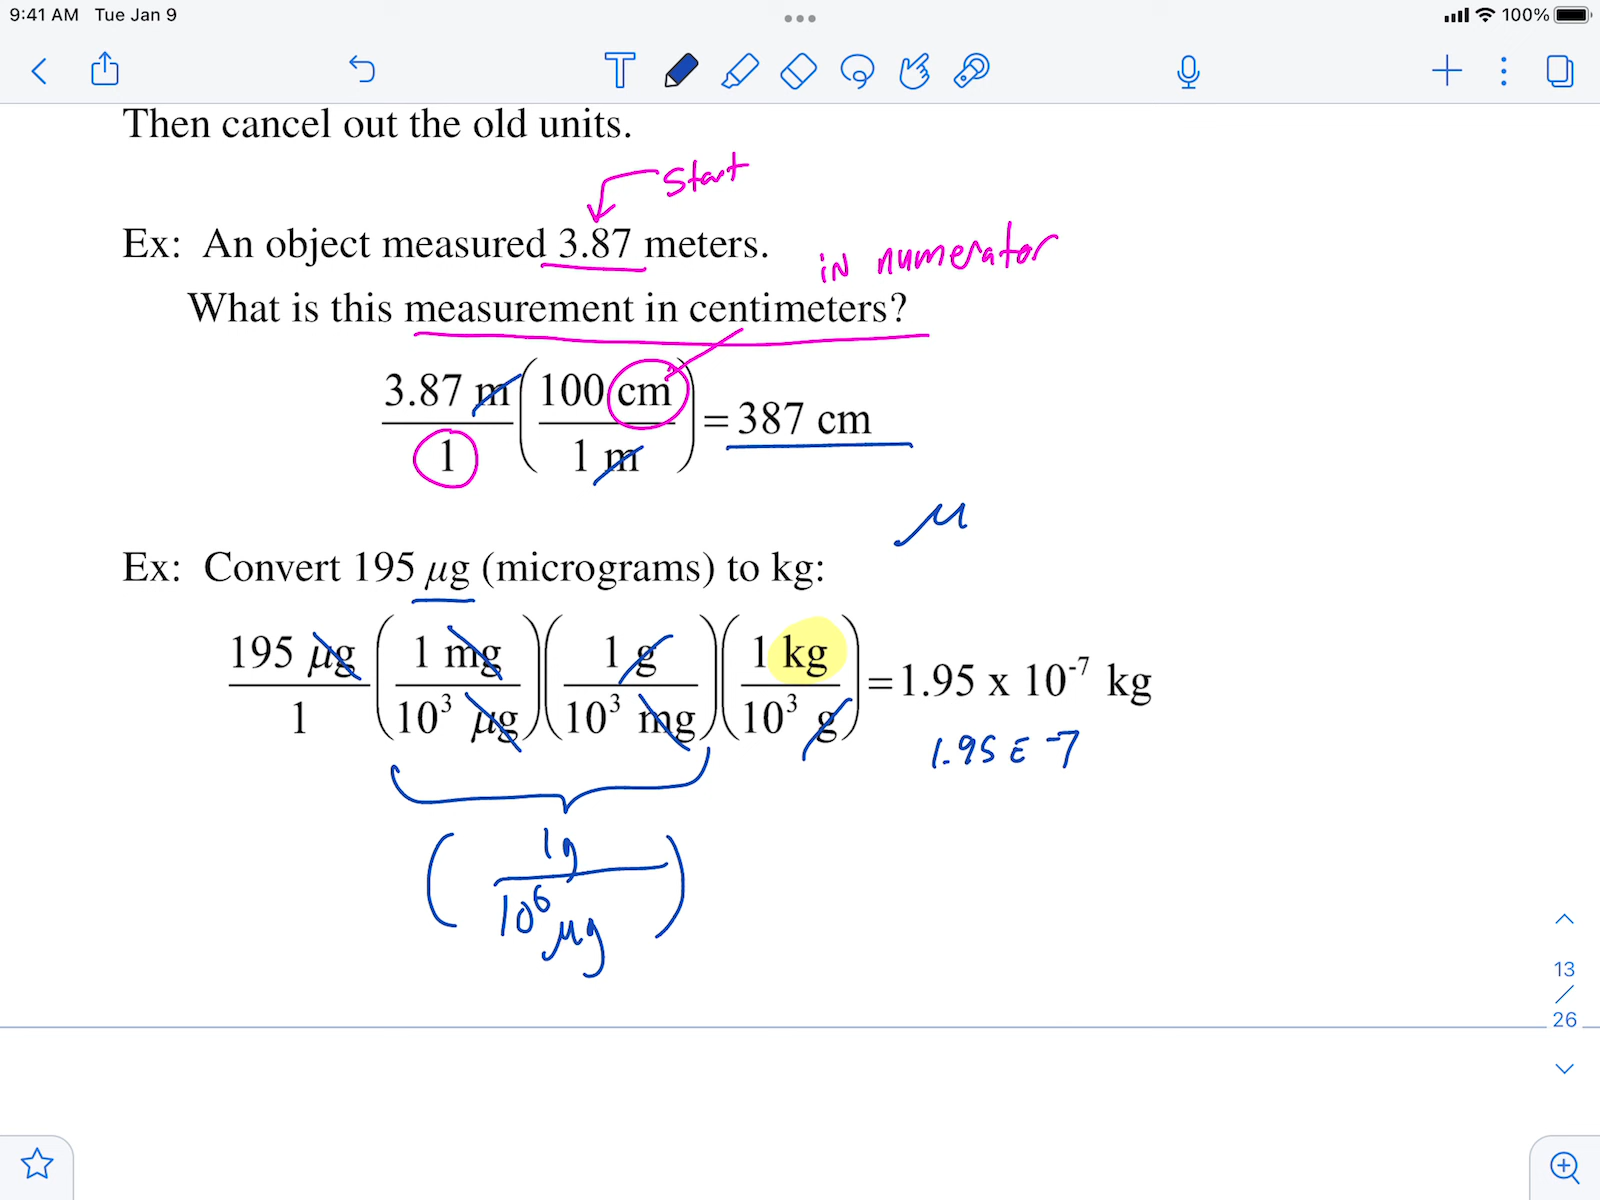 9:41 AM Tue Jan 9 100%
T
Then cancel out the old units.
Start
Ex: An object measured 3.87 meters.
in numerator
What is this measurement in centimeters?
3.87 m / 1 (100 cm / 1 m) = 387 cm
μ
Ex: Convert 195 μg (micrograms) to kg:
195 μg / 1 (1 mg / 10³ μg)(1 g / 10³ mg)(1 kg / 10³ g) = 1.95 x 10⁻⁷ kg
1.95 E -7
(1g / 10⁶ μg)
13
/
26